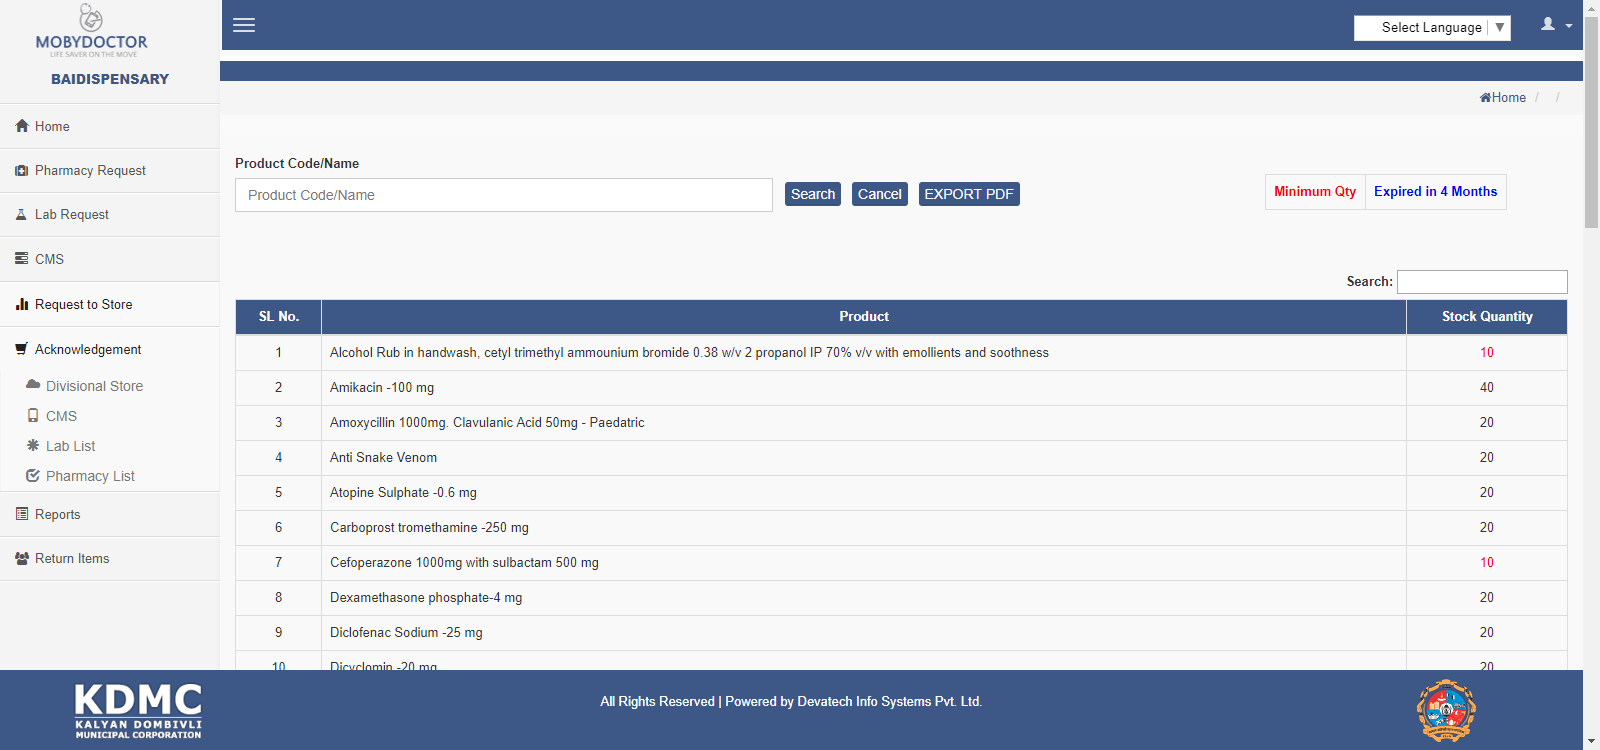 MOBYDOCTOR
LIFE SAVER ON THE MOVE
BAIDISPENSARY
Home
Pharmacy Request
Lab Request
CMS
Request to Store
Acknowledgement
Divisional Store
CMS
Lab List
Pharmacy List
Reports
Return Items
Select Language ▼
Home / /
Product Code/Name
Product Code/Name
Search Cancel EXPORT PDF
Minimum Qty Expired in 4 Months
Search:
SL No. Product Stock Quantity
1 Alcohol Rub in handwash, cetyl trimethyl ammounium bromide 0.38 w/v 2 propanol IP 70% v/v with emollients and soothness 10
2 Amikacin -100 mg 40
3 Amoxycillin 1000mg. Clavulanic Acid 50mg - Paedatric 20
4 Anti Snake Venom 20
5 Atopine Sulphate -0.6 mg 20
6 Carboprost tromethamine -250 mg 20
7 Cefoperazone 1000mg with sulbactam 500 mg 10
8 Dexamethasone phosphate-4 mg 20
9 Diclofenac Sodium -25 mg 20
10 Dicyclomin -20 mg 20
KDMC
KALYAN DOMBIVLI
MUNICIPAL CORPORATION
All Rights Reserved | Powered by Devatech Info Systems Pvt. Ltd.